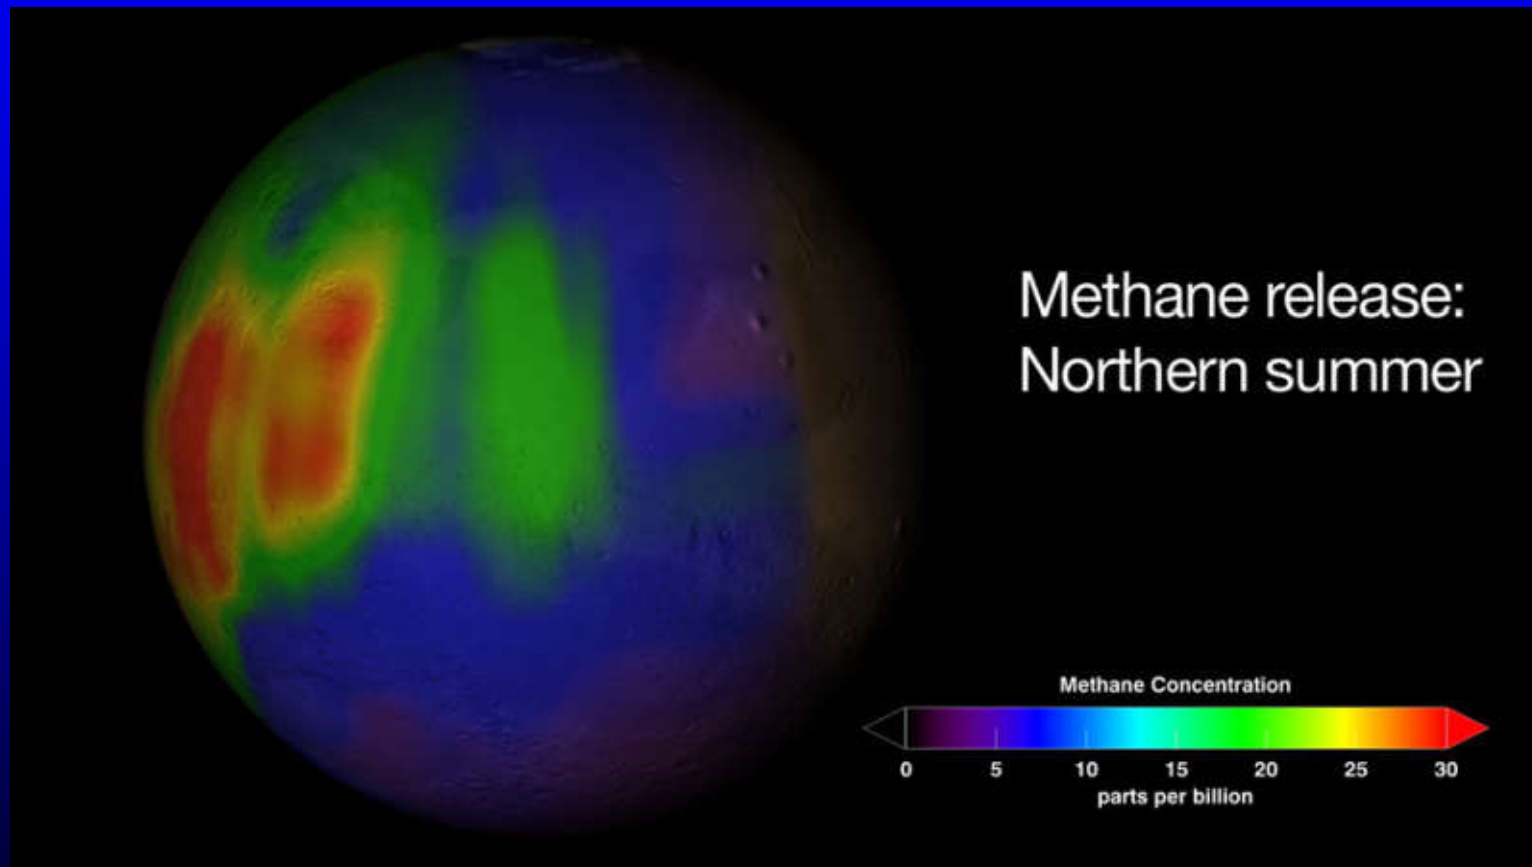 Methane release:
Northern summer
Methane Concentration
0 5 10 15 20 25 30
parts per billion